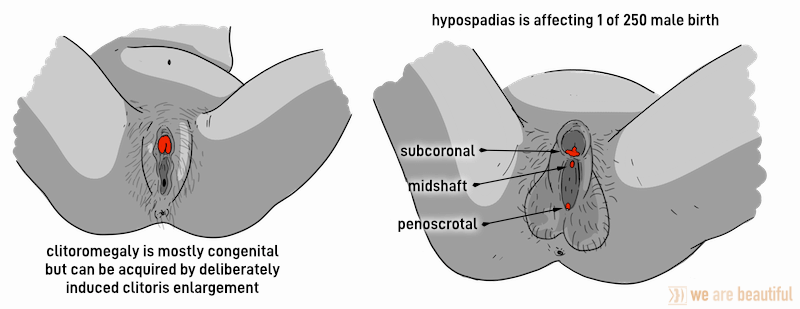 hypospadias is affecting 1 of 250 male birth
subcoronal
midshaft
penoscrotal
clitoromegaly is mostly congenital
but can be acquired by deliberately
induced clitoris enlargement
we are beautiful